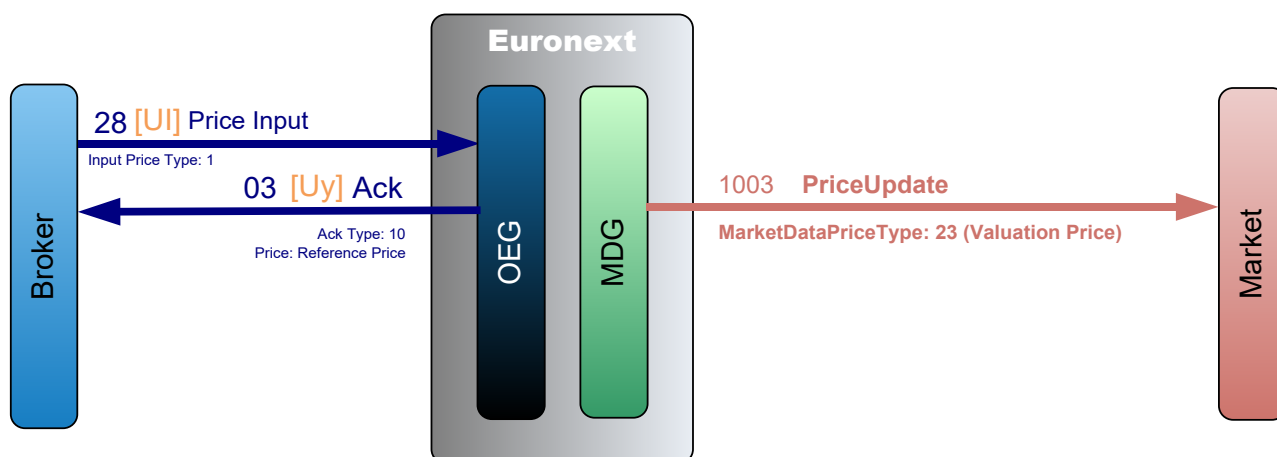 Euronext
Broker
28 [UI] Price Input
Input Price Type: 1
03 [Uy] Ack
Ack Type: 10
Price: Reference Price
OEG
MDG
1003 PriceUpdate
MarketDataPriceType: 23 (Valuation Price)
Market